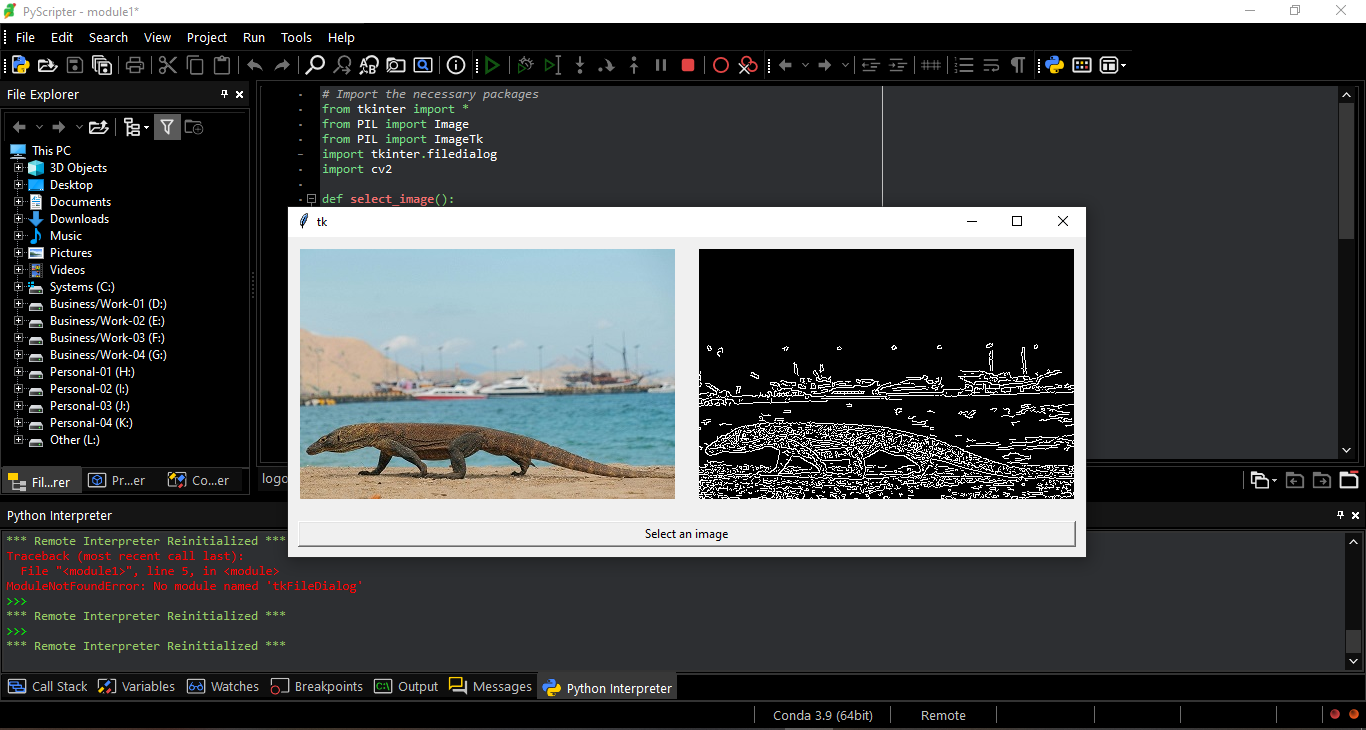 PyScripter - module1*
File Edit Search View Project Run Tools Help
File Explorer
This PC
3D Objects
Desktop
Documents
Downloads
Music
Pictures
Videos
Systems (C:)
Business/Work-01 (D:)
Business/Work-02 (E:)
Business/Work-03 (F:)
Business/Work-04 (G:)
Personal-01 (H:)
Personal-02 (I:)
Personal-03 (J:)
Personal-04 (K:)
Other (L:)
Fil...rer Pr...er Co...er
# Import the necessary packages
from tkinter import *
from PIL import Image
from PIL import ImageTk
import tkinter.filedialog
import cv2
def select_image():
logo
tk
Select an image
Python Interpreter
*** Remote Interpreter Reinitialized ***
Traceback (most recent call last):
File "<module1>", line 5, in <module>
ModuleNotFoundError: No module named 'tkFileDialog'
>>>
*** Remote Interpreter Reinitialized ***
>>>
*** Remote Interpreter Reinitialized ***
Call Stack Variables Watches Breakpoints Output Messages Python Interpreter
Conda 3.9 (64bit) Remote